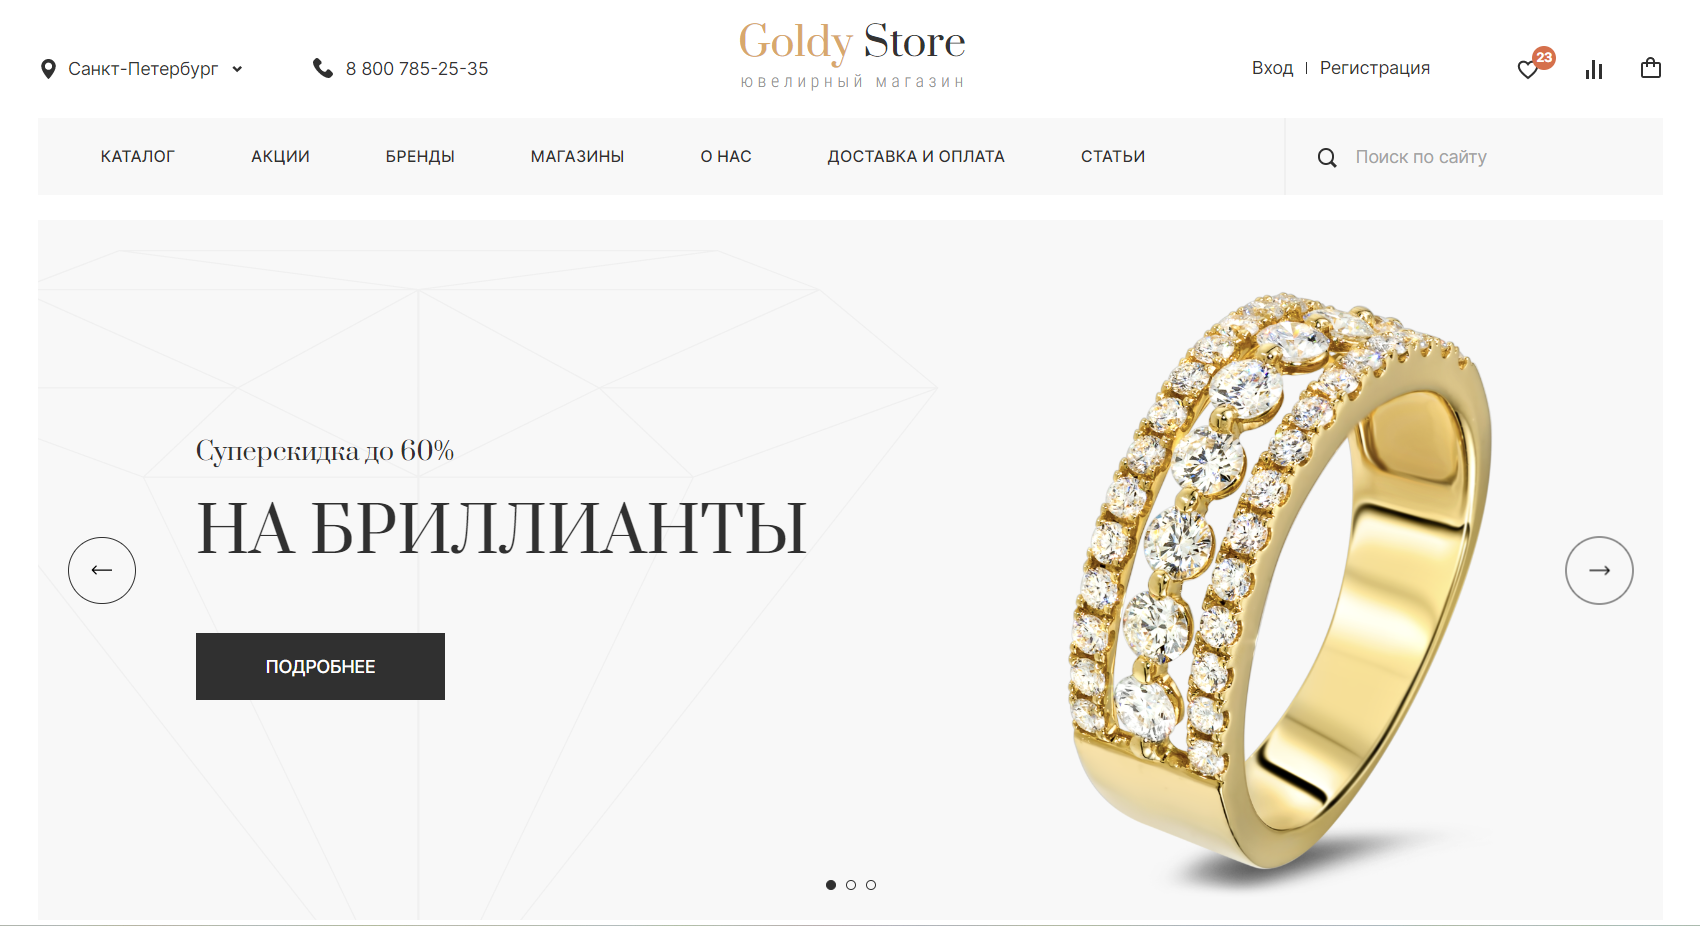 Goldy Store
ювелирный магазин
Санкт-Петербург
8 800 785-25-35
Вход
Регистрация
23
КАТАЛОГ
АКЦИИ
БРЕНДЫ
МАГАЗИНЫ
О НАС
ДОСТАВКА И ОПЛАТА
СТАТЬИ
Поиск по сайту
Суперскидка до 60%
НА БРИЛЛИАНТЫ
ПОДРОБНЕЕ